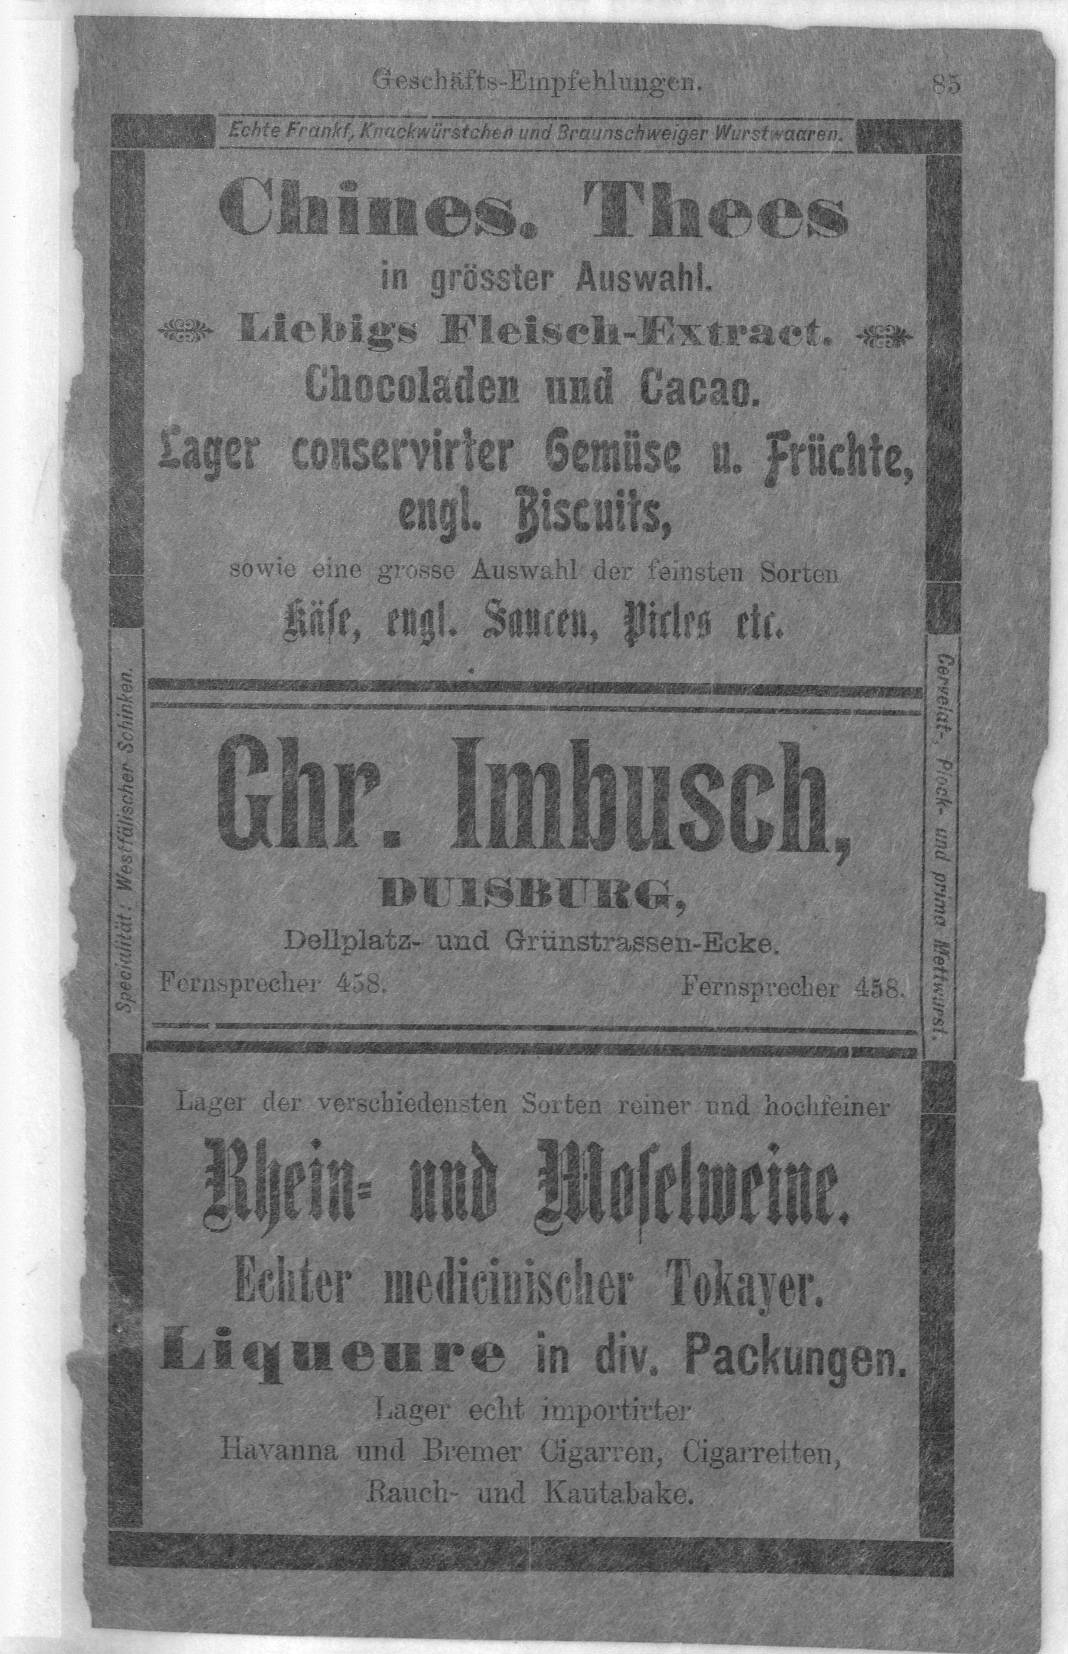 Geschäfts-Empfehlungen. 85
Echte Frankf. Knackwürstchen und Braunschweiger Wurstwaaren.
Chines. Thees
in grösster Auswahl.
Liebigs Fleisch-Extract.
Chocoladen und Cacao.
Lager conservirter Gemüse u. Früchte,
engl. Biscuits,
sowie eine grosse Auswahl der feinsten Sorten
Käse, engl. Saucen, Picles etc.
Specialität: Westfälischer Schinken.
Chr. Imbusch,
DUISBURG,
Dellplatz- und Grünstrassen-Ecke.
Fernsprecher 458. Fernsprecher 458.
Cervelat-, Plock- und prima Mettwurst.
Lager der verschiedensten Sorten reiner und hochfeiner
Rhein- und Moselweine.
Echter medicinischer Tokayer.
Liqueure in div. Packungen.
Lager echt importirter
Havanna und Bremer Cigarren, Cigarretten,
Rauch- und Kautabake.